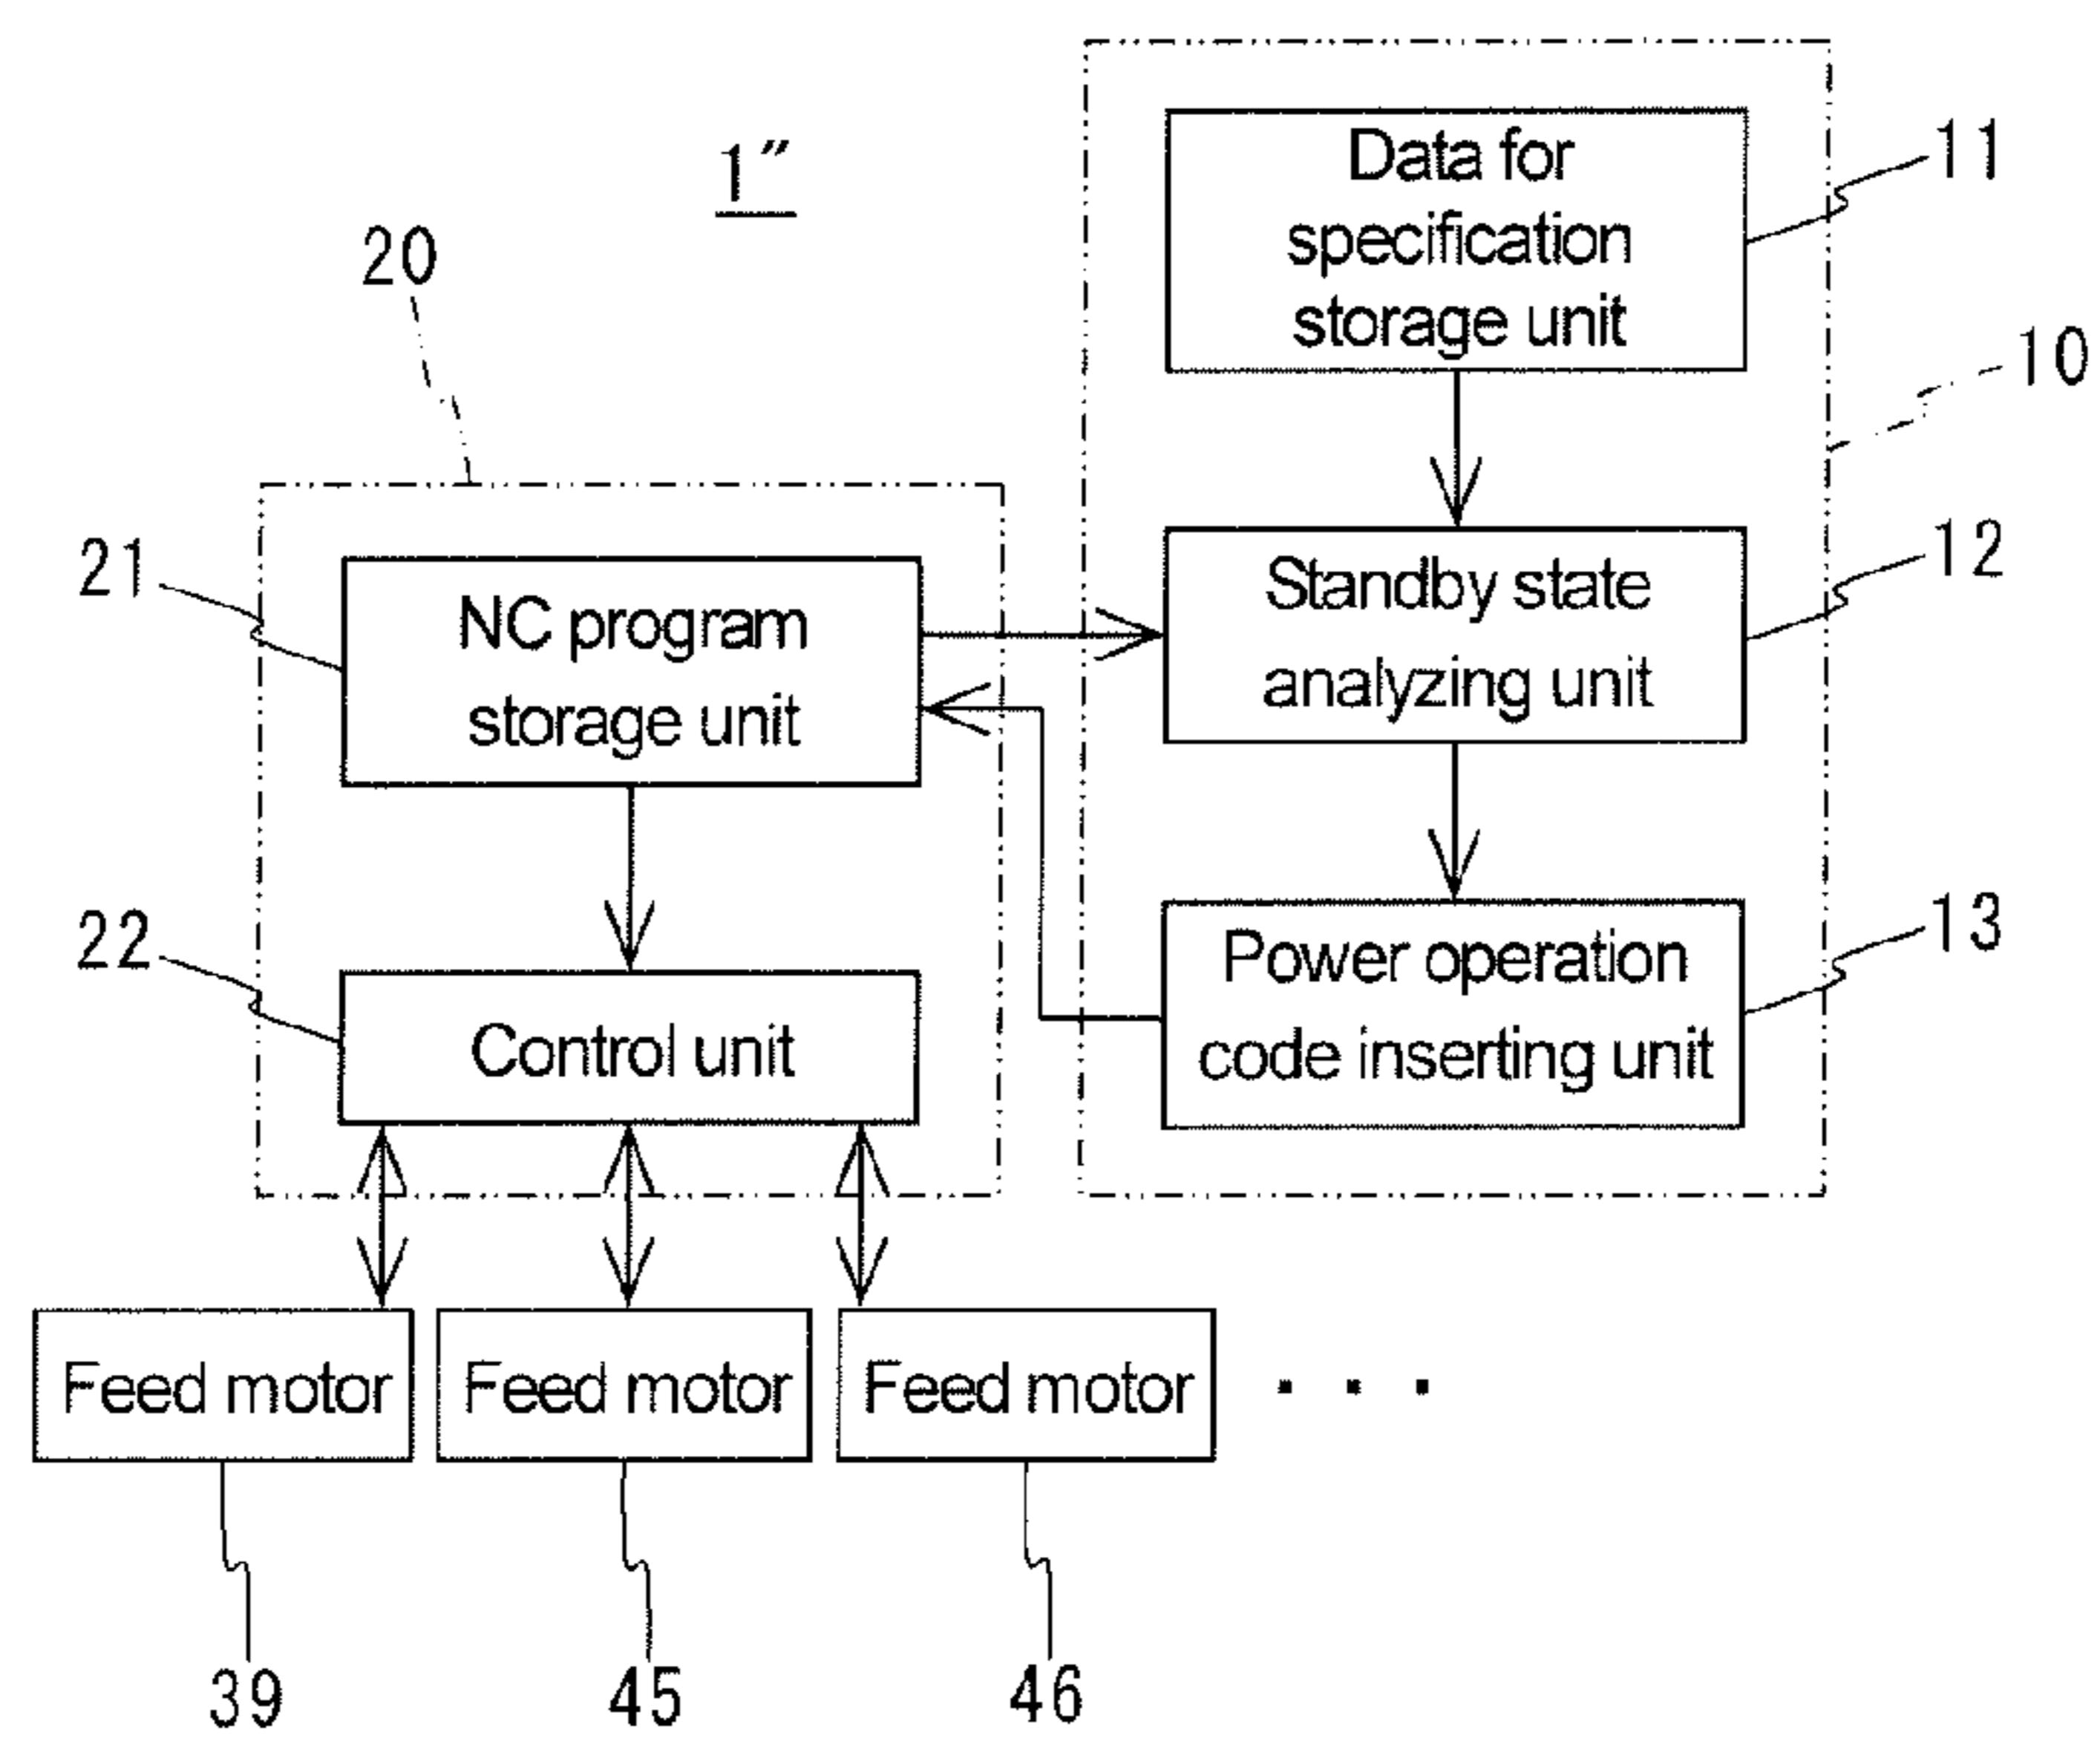 1″
20
Data for
specification
storage unit
11
10
21
NC program
storage unit
Standby state
analyzing unit
12
22
Control unit
Power operation
code inserting unit
13
Feed motor
Feed motor
Feed motor
...
39
45
46